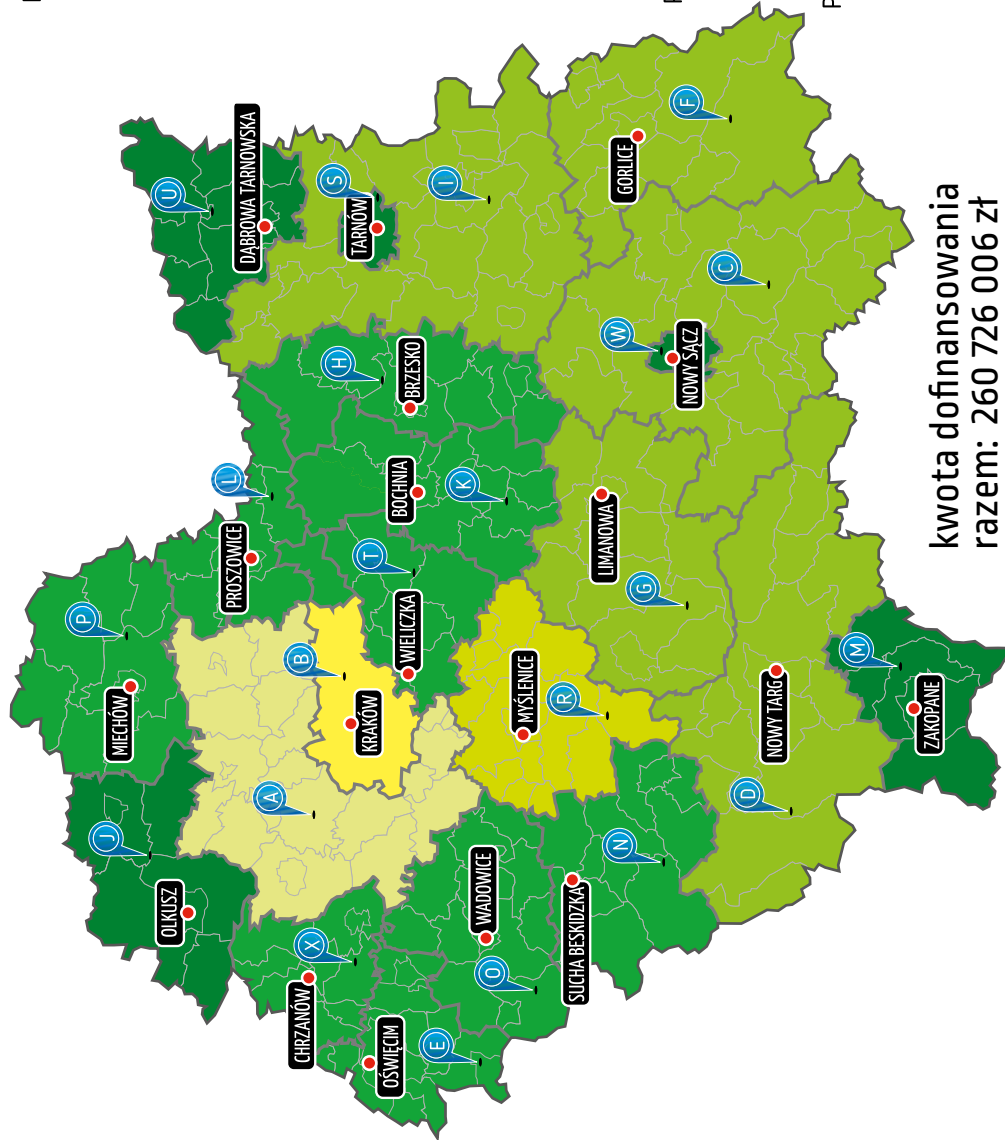 P
MIECHÓW
J
OLKUSZ
U
DĄBROWA TARNOWSKA
L
PROSZOWICE
A
B
KRAKÓW
X
CHRZANÓW
OŚWIĘCIM
E
S
TARNÓW
H
BRZESKO
I
BOCHNIA
K
T
WIELICZKA
WADOWICE
O
MYŚLENICE
R
SUCHA BESKIDZKA
N
LIMANOWA
G
GORLICE
F
W
NOWY SĄCZ
C
NOWY TARG
D
M
ZAKOPANE
kwota dofinansowania
razem: 260 726 006 zł